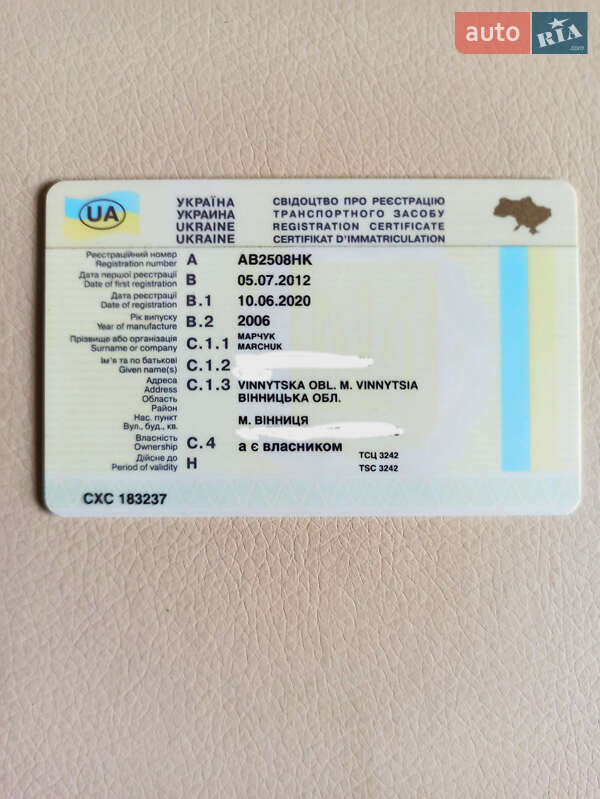 auto RIA.com
UA
УКРАЇНА СВІДОЦТВО ПРО РЕЄСТРАЦІЮ
УКРАИНА ТРАНСПОРТНОГО ЗАСОБУ
UKRAINE REGISTRATION CERTIFICATE
UKRAINE CERTIFIKAT D'IMMATRICULATION
Реєстраційний номер
Registration number A AB2508HK
Дата першої реєстрації
Date of first registration B 05.07.2012
Дата реєстрації
Date of registration B.1 10.06.2020
Рік випуску
Year of manufacture B.2 2006
Прізвище або організація МАРЧУК
Surname or company C.1.1 MARCHUK
Ім'я та по батькові
Given name(s) C.1.2
Адреса
Address C.1.3 VINNYTSKA OBL. M. VINNYTSIA
Область ВІННИЦЬКА ОБЛ.
Район
Нас. пункт М. ВІННИЦЯ
Вул., буд., кв.
Власність
Ownership C.4 а є власником
Дійсне до ТСЦ 3242
Period of validity H TSC 3242
CXC 183237